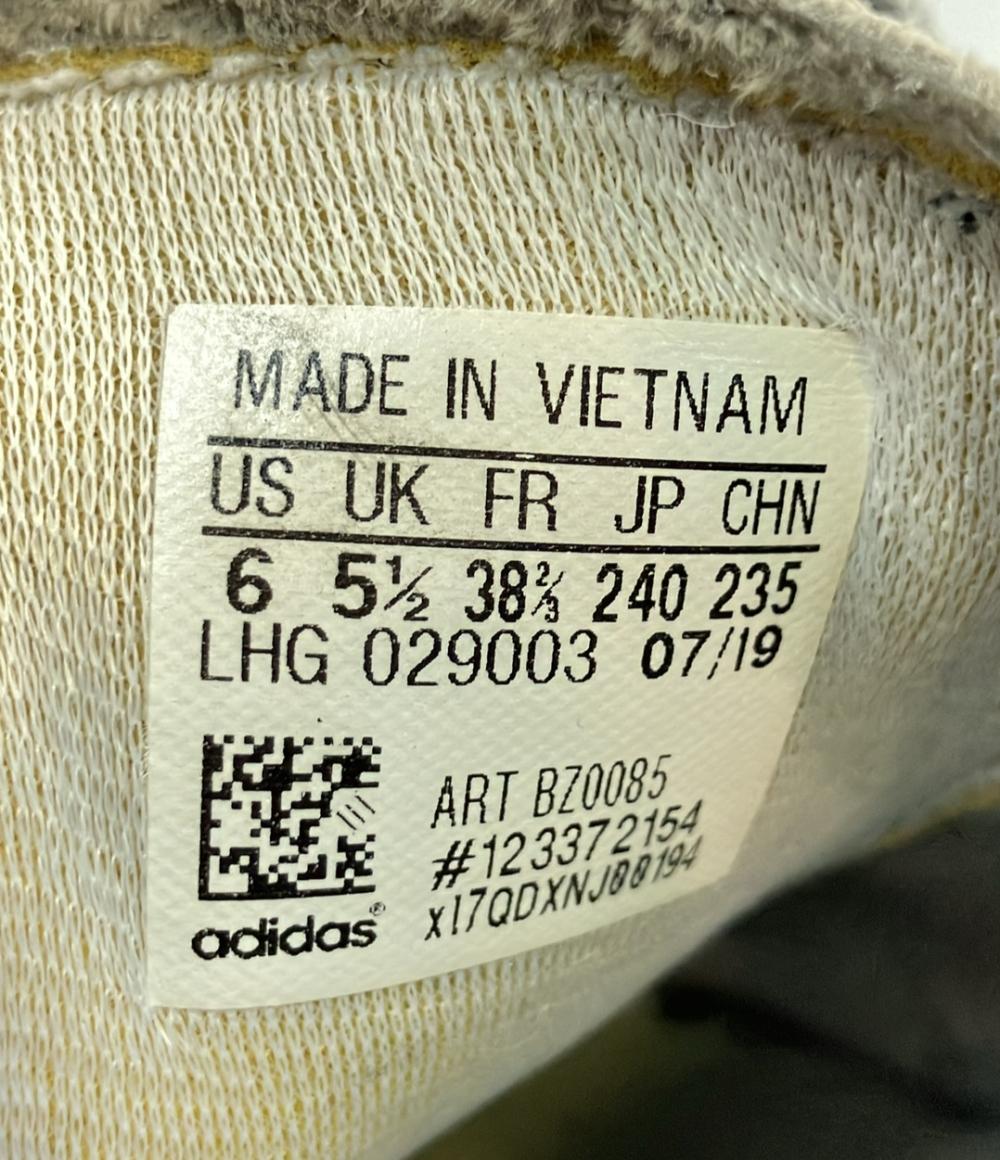 MADE IN VIETNAM
US UK FR JP CHN
6 5½ 38⅔ 240 235
LHG 029003 07/19
ART BZ0085
#123372154
x17QDXNJ00194
adidas®